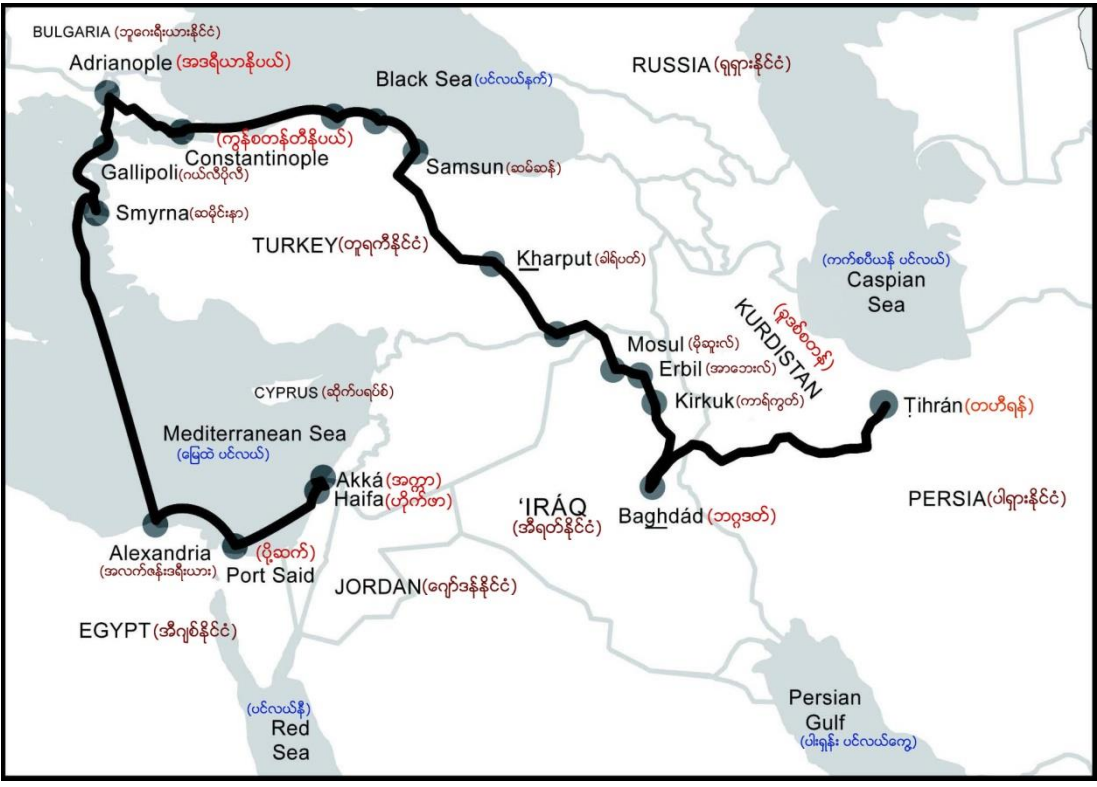 BULGARIA (ဘူဂေးရီးယားနိုင်ငံ)
Adrianople (အဒရီယာနိုပယ်)
Black Sea (ပင်လယ်နက်)
RUSSIA (ရုရှားနိုင်ငံ)
(ကွန်စတန်တီနိုပယ်)
Constantinople
Gallipoli(ဂယ်လီပိုလီ)
Samsun(ဆမ်ဆန်)
Smyrna(ဆမိုင်းနာ)
TURKEY(တူရကီနိုင်ငံ)
Kharput(ခါရ်ပတ်)
(ကက်စပီယန် ပင်လယ်)
Caspian
Sea
(ခူဒစ်စတန်)
KURDISTAN
Mosul (မိုဆူးလ်)
Erbil (အာဘေးလ်)
Kirkuk (ကာရ်ကွတ်)
CYPRUS (ဆိုက်ပရပ်စ်)
Ṭihrán(တဟီရန်)
Mediterranean Sea
(မြေထဲ ပင်လယ်)
Akká(အက္ကာ)
Haifa(ဟိုက်ဖာ)
‘IRÁQ
(အီရတ်နိုင်ငံ)
Baghdád (ဘဂ္ဂဒတ်)
PERSIA(ပါရှားနိုင်ငံ)
Alexandria
(အလက်ဇန်းဒရီးယား)
(ပို့ဆက်)
Port Said
JORDAN(ဂျော်ဒန်နိုင်ငံ)
EGYPT(အီဂျစ်နိုင်ငံ)
(ပင်လယ်နီ)
Red
Sea
Persian
Gulf
(ပါးရှန်း ပင်လယ်ကွေ့)